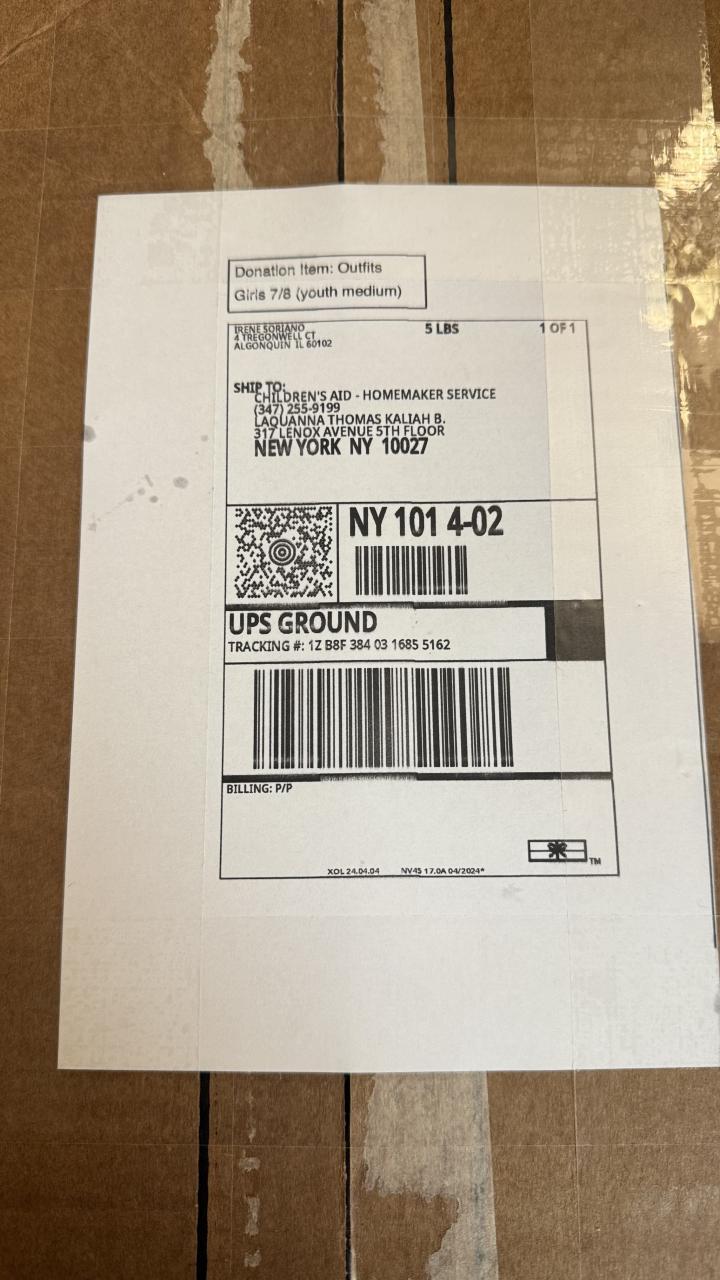 Donation Item: Outfits
Girls 7/8 (youth medium)
IRENE SORIANO
4 TREGONWELL CT
ALGONQUIN IL 60102
5 LBS
1 OF 1
SHIP TO:
CHILDREN'S AID - HOMEMAKER SERVICE
(347) 255-9199
LAQUANNA THOMAS KALIAH B.
317 LENOX AVENUE 5TH FLOOR
NEW YORK NY 10027
NY 101 4-02
UPS GROUND
TRACKING #: 1Z B8F 384 03 1685 5162
BILLING: P/P
TM
XOL 24.04.04 NV45 17.0A 04/2024*